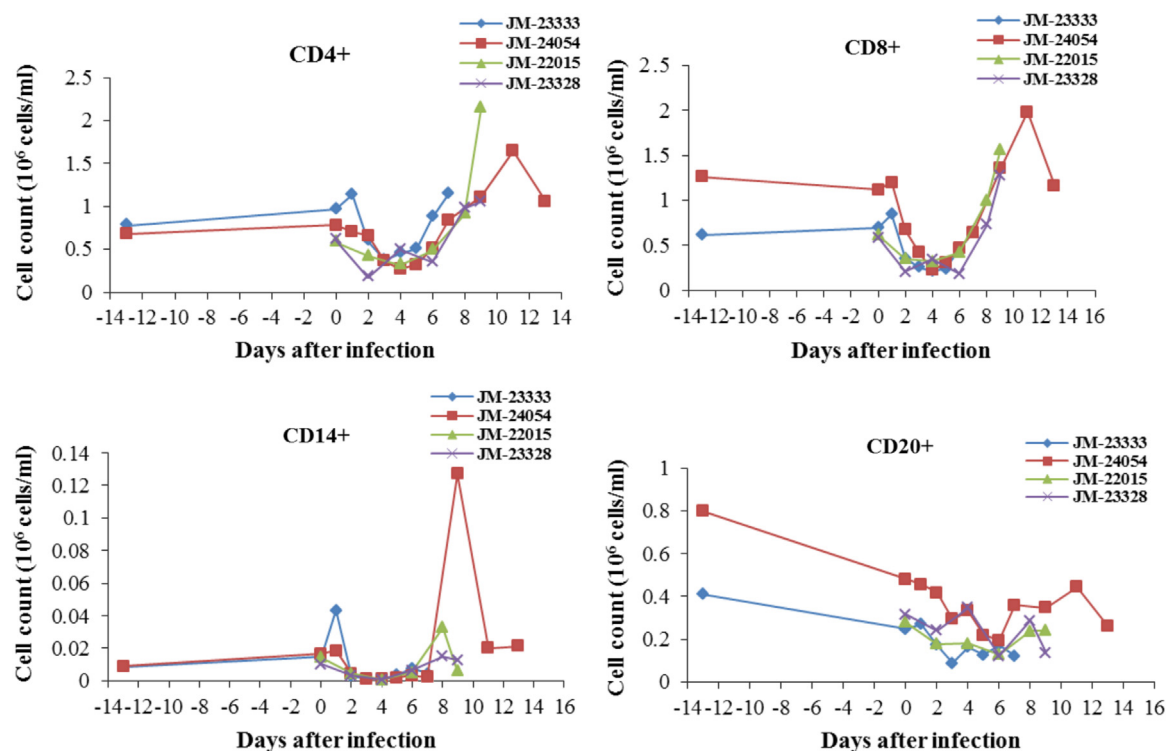 CD4+
JM-23333
JM-24054
JM-22015
JM-23328
Cell count (10⁶ cells/ml)
2.5
2
1.5
1
0.5
0
-14 -12 -10 -8 -6 -4 -2 0 2 4 6 8 10 12 14
Days after infection
CD8+
JM-23333
JM-24054
JM-22015
JM-23328
Cell count (10⁶ cells/ml)
2.5
2
1.5
1
0.5
0
-14 -12 -10 -8 -6 -4 -2 0 2 4 6 8 10 12 14 16
Days after infection
CD14+
JM-23333
JM-24054
JM-22015
JM-23328
Cell count (10⁶ cells/ml)
0.14
0.12
0.1
0.08
0.06
0.04
0.02
0
-14 -12 -10 -8 -6 -4 -2 0 2 4 6 8 10 12 14 16
Days after infection
CD20+
JM-23333
JM-24054
JM-22015
JM-23328
Cell count (10⁶ cells/ml)
1
0.8
0.6
0.4
0.2
0
-14 -12 -10 -8 -6 -4 -2 0 2 4 6 8 10 12 14 16
Days after infection